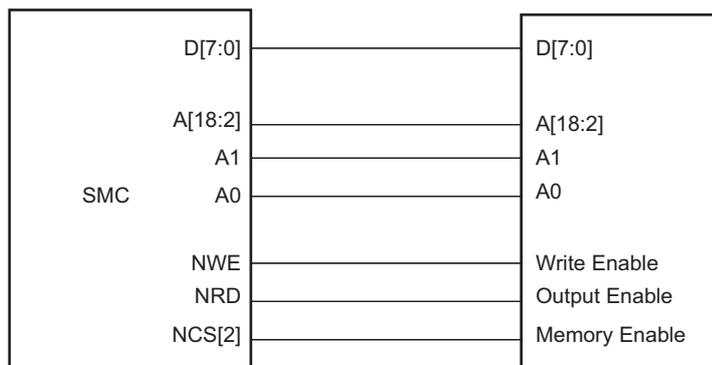 D[7:0] D[7:0]
A[18:2] A[18:2]
A1 A1
SMC A0 A0
NWE Write Enable
NRD Output Enable
NCS[2] Memory Enable